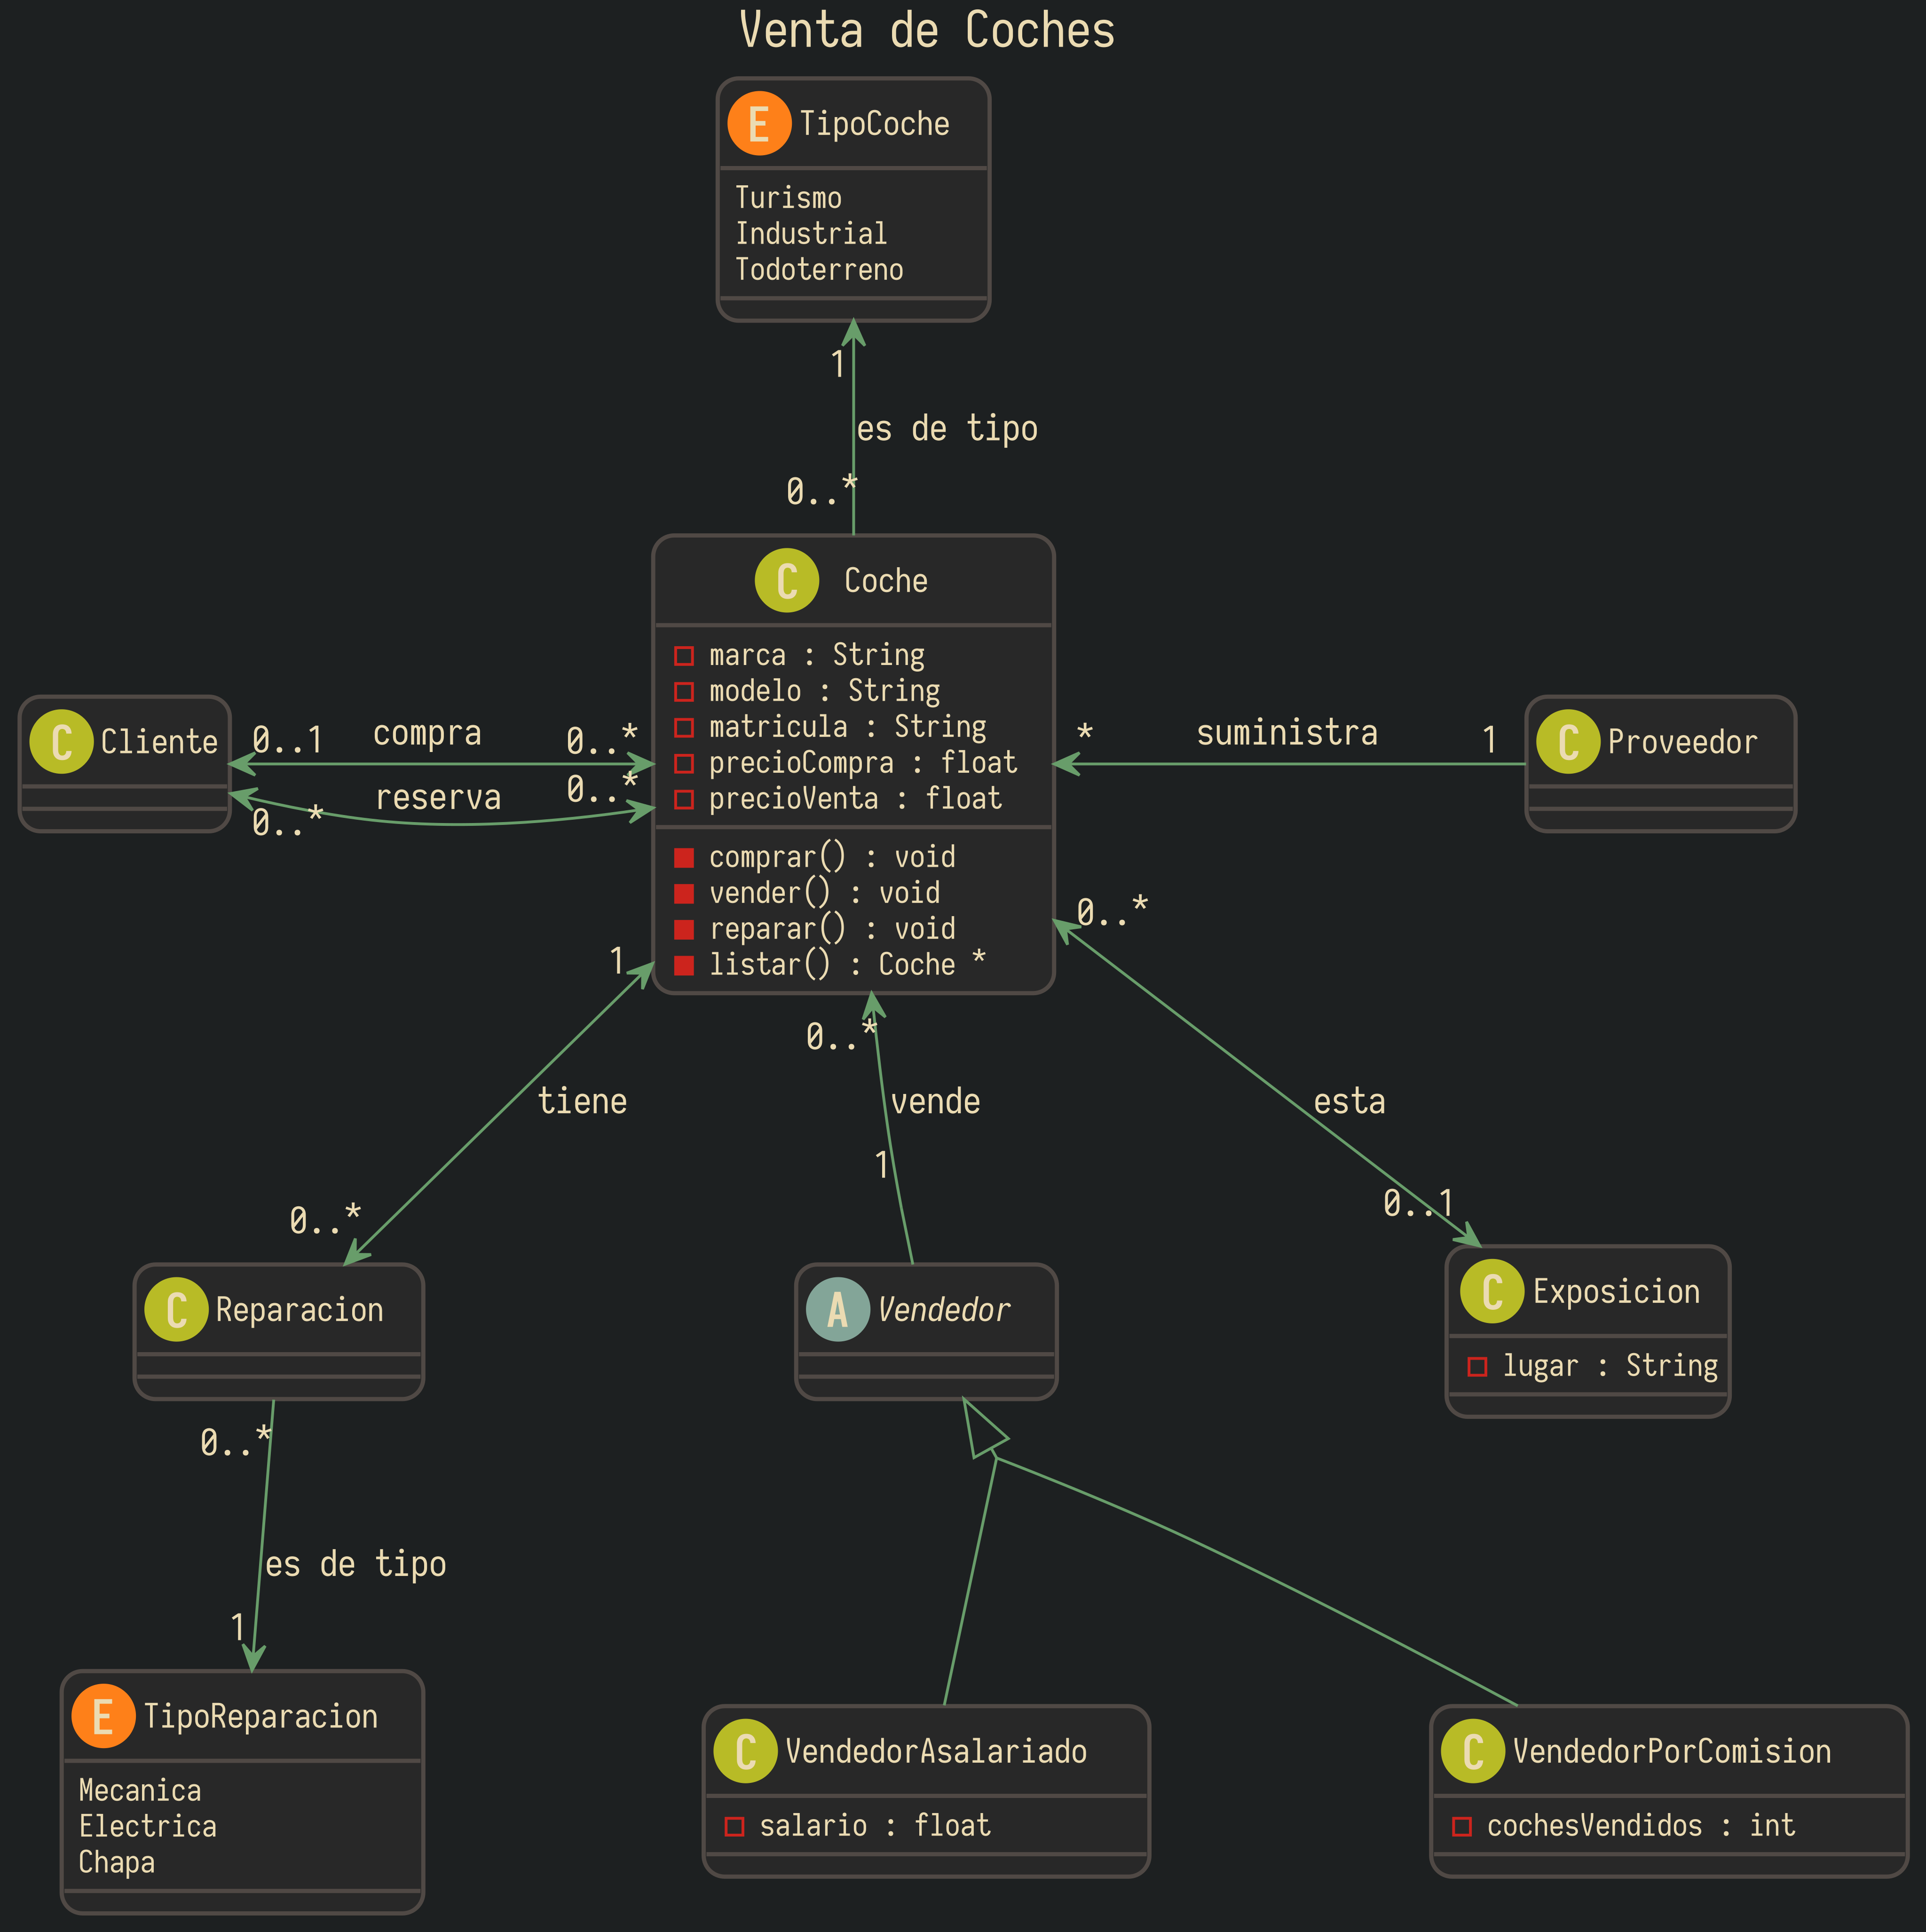 Venta de Coches
E TipoCoche
Turismo
Industrial
Todoterreno
1
es de tipo
0..*
C Coche
marca : String
modelo : String
matricula : String
precioCompra : float
precioVenta : float
comprar() : void
vender() : void
reparar() : void
listar() : Coche *
C Cliente
0..1 compra 0..*
0..* reserva 0..*
* suministra 1
C Proveedor
1
tiene
0..*
0..*
vende
1
0..*
esta
0..1
C Reparacion
A Vendedor
C Exposicion
lugar : String
0..*
es de tipo
1
E TipoReparacion
Mecanica
Electrica
Chapa
C VendedorAsalariado
salario : float
C VendedorPorComision
cochesVendidos : int